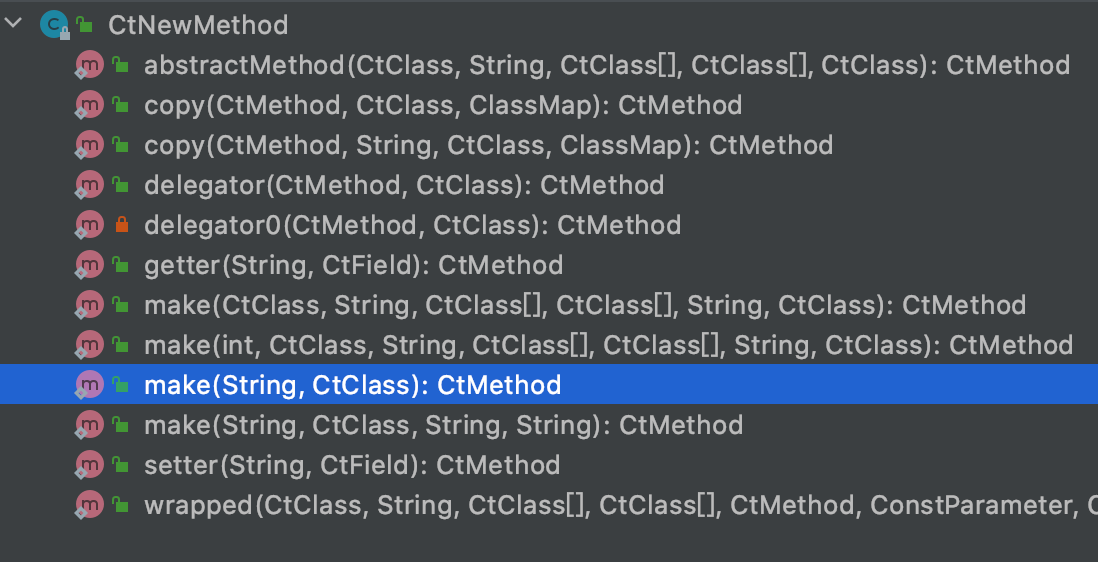 CtNewMethod
abstractMethod(CtClass, String, CtClass[], CtClass[], CtClass): CtMethod
copy(CtMethod, CtClass, ClassMap): CtMethod
copy(CtMethod, String, CtClass, ClassMap): CtMethod
delegator(CtMethod, CtClass): CtMethod
delegator0(CtMethod, CtClass): CtMethod
getter(String, CtField): CtMethod
make(CtClass, String, CtClass[], CtClass[], String, CtClass): CtMethod
make(int, CtClass, String, CtClass[], CtClass[], String, CtClass): CtMethod
make(String, CtClass): CtMethod
make(String, CtClass, String, String): CtMethod
setter(String, CtField): CtMethod
wrapped(CtClass, String, CtClass[], CtClass[], CtMethod, ConstParameter,